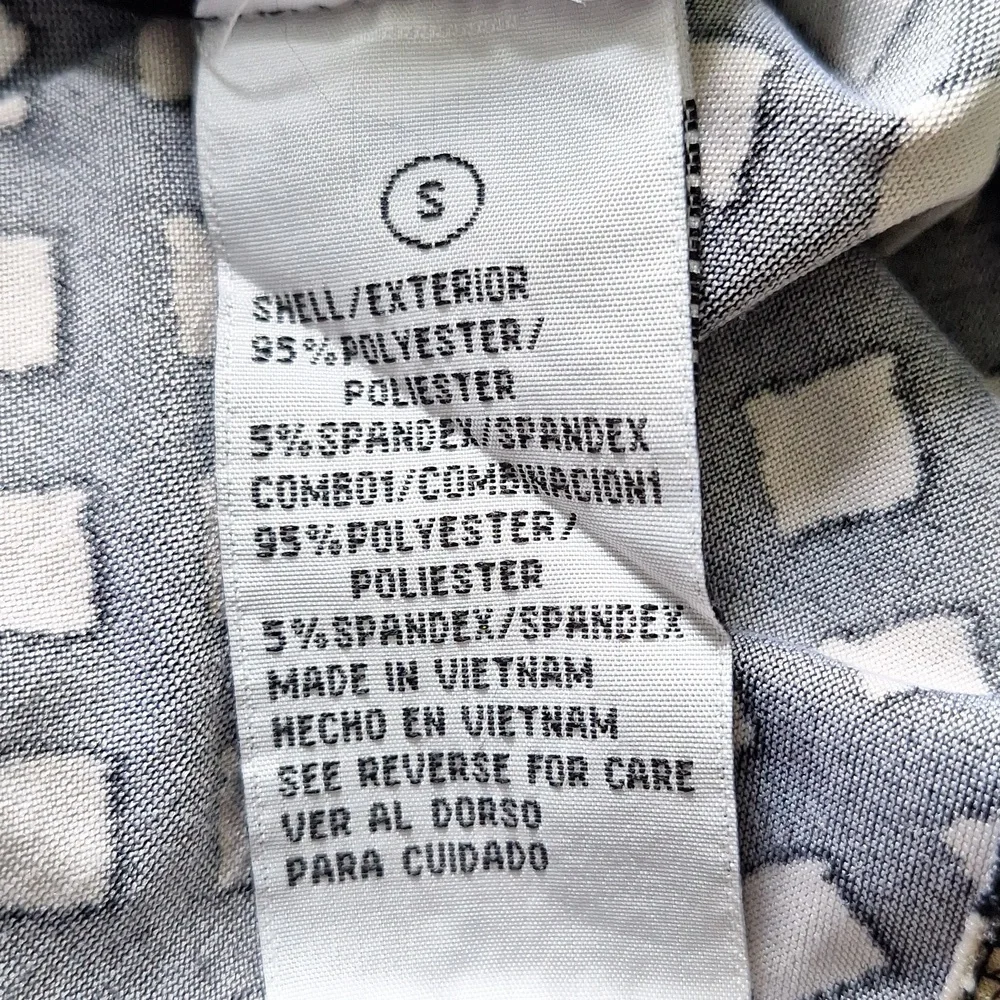 S
SHELL/EXTERIOR
95%POLYESTER/
POLIESTER
5%SPANDEX/SPANDEX
COMBO1/COMBINACION1
95%POLYESTER/
POLIESTER
5%SPANDEX/SPANDEX
MADE IN VIETNAM
HECHO EN VIETNAM
SEE REVERSE FOR CARE
VER AL DORSO
PARA CUIDADO